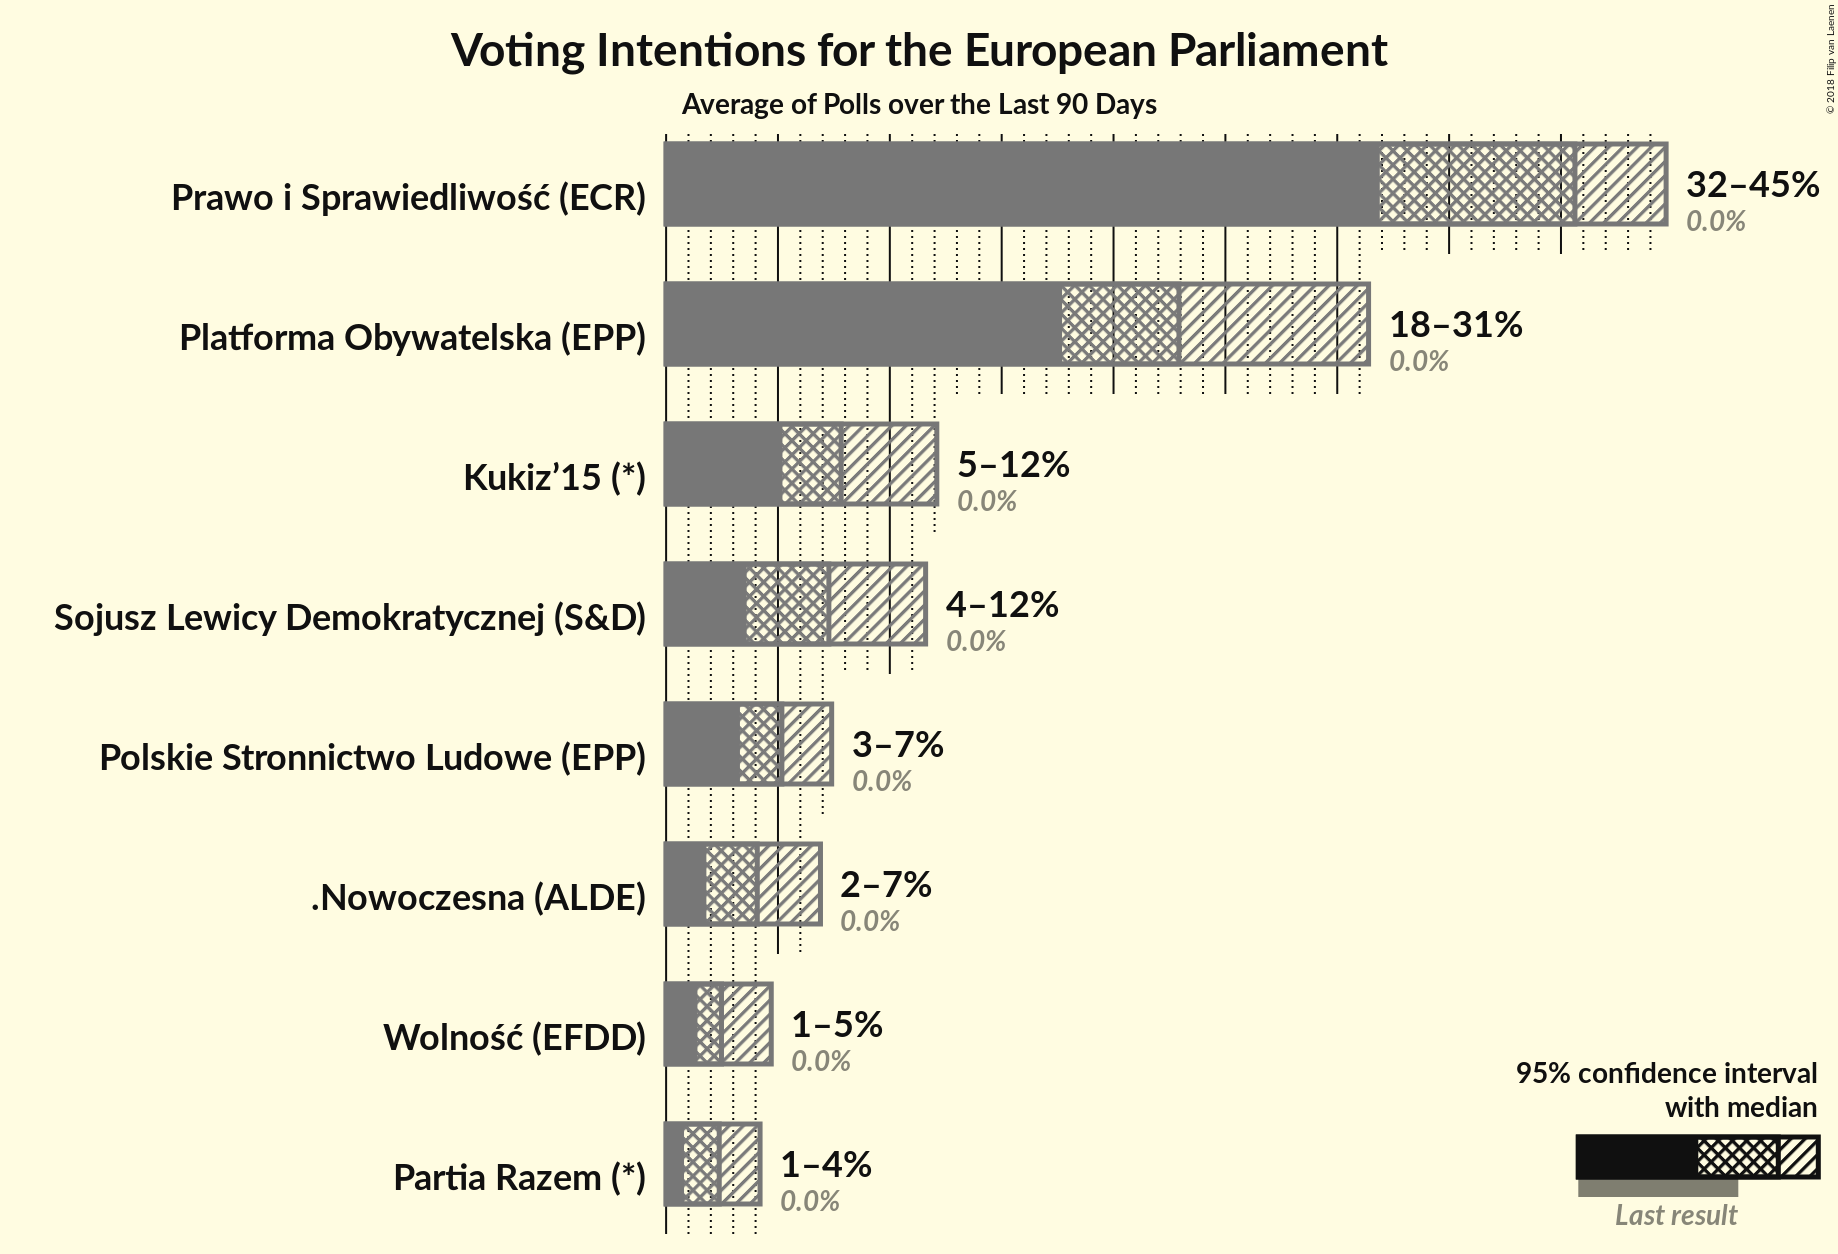 Voting Intentions for the European Parliament
Average of Polls over the Last 90 Days
© 2018 Filip van Laenen
Prawo i Sprawiedliwość (ECR)
32–45%
0.0%
Platforma Obywatelska (EPP)
18–31%
0.0%
Kukiz’15 (*)
5–12%
0.0%
Sojusz Lewicy Demokratycznej (S&D)
4–12%
0.0%
Polskie Stronnictwo Ludowe (EPP)
3–7%
0.0%
.Nowoczesna (ALDE)
2–7%
0.0%
Wolność (EFDD)
1–5%
0.0%
Partia Razem (*)
1–4%
0.0%
95% confidence interval
with median
Last result